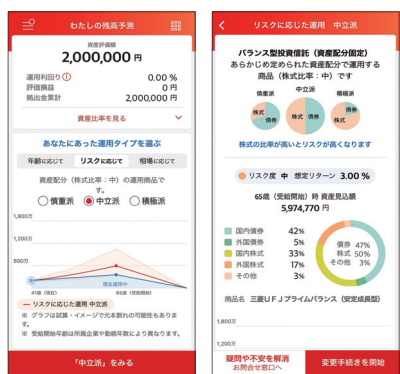 わたしの残高予測
資産評価額
2,000,000 円
運用利回り 0.00 %
評価損益 0 円
拠出金累計 2,000,000 円
資産比率を見る
あなたにあった運用タイプを選ぶ
年齢に応じて リスクに応じて 相場に応じて
資産配分（株式比率：中）の運用商品で
す。
慎重派 中立派 積極派
1,800万
1,200万
600万
現在運用中
41歳（現在） 65歳（受給開始）
リスクに応じた運用 中立派
※ グラフは試算・イメージで元本割れの可能性もありま
す。
※ 受給開始年齢は所属企業や勤続年数により異なります。
「中立派」をみる
リスクに応じた運用 中立派
バランス型投資信託（資産配分固定）
あらかじめ定められた資産配分で運用する
商品（株式比率：中）です
慎重派 中立派 積極派
株式 債券 株式 債券 株式 債券
株式の比率が高いとリスクが高くなります
リスク度 中 想定リターン 3.00 %
65歳（受給開始）時 資産見込額
5,974,770 円
国内債券 42%
外国債券 5%
国内株式 33%
外国株式 17%
その他 3%
債券 47%
株式 50%
その他 3%
商品名 三菱ＵＦＪプライムバランス（安定成長型）
1,800万
1,200万
疑問や不安を解消
お問合せ窓口へ
変更手続きを開始